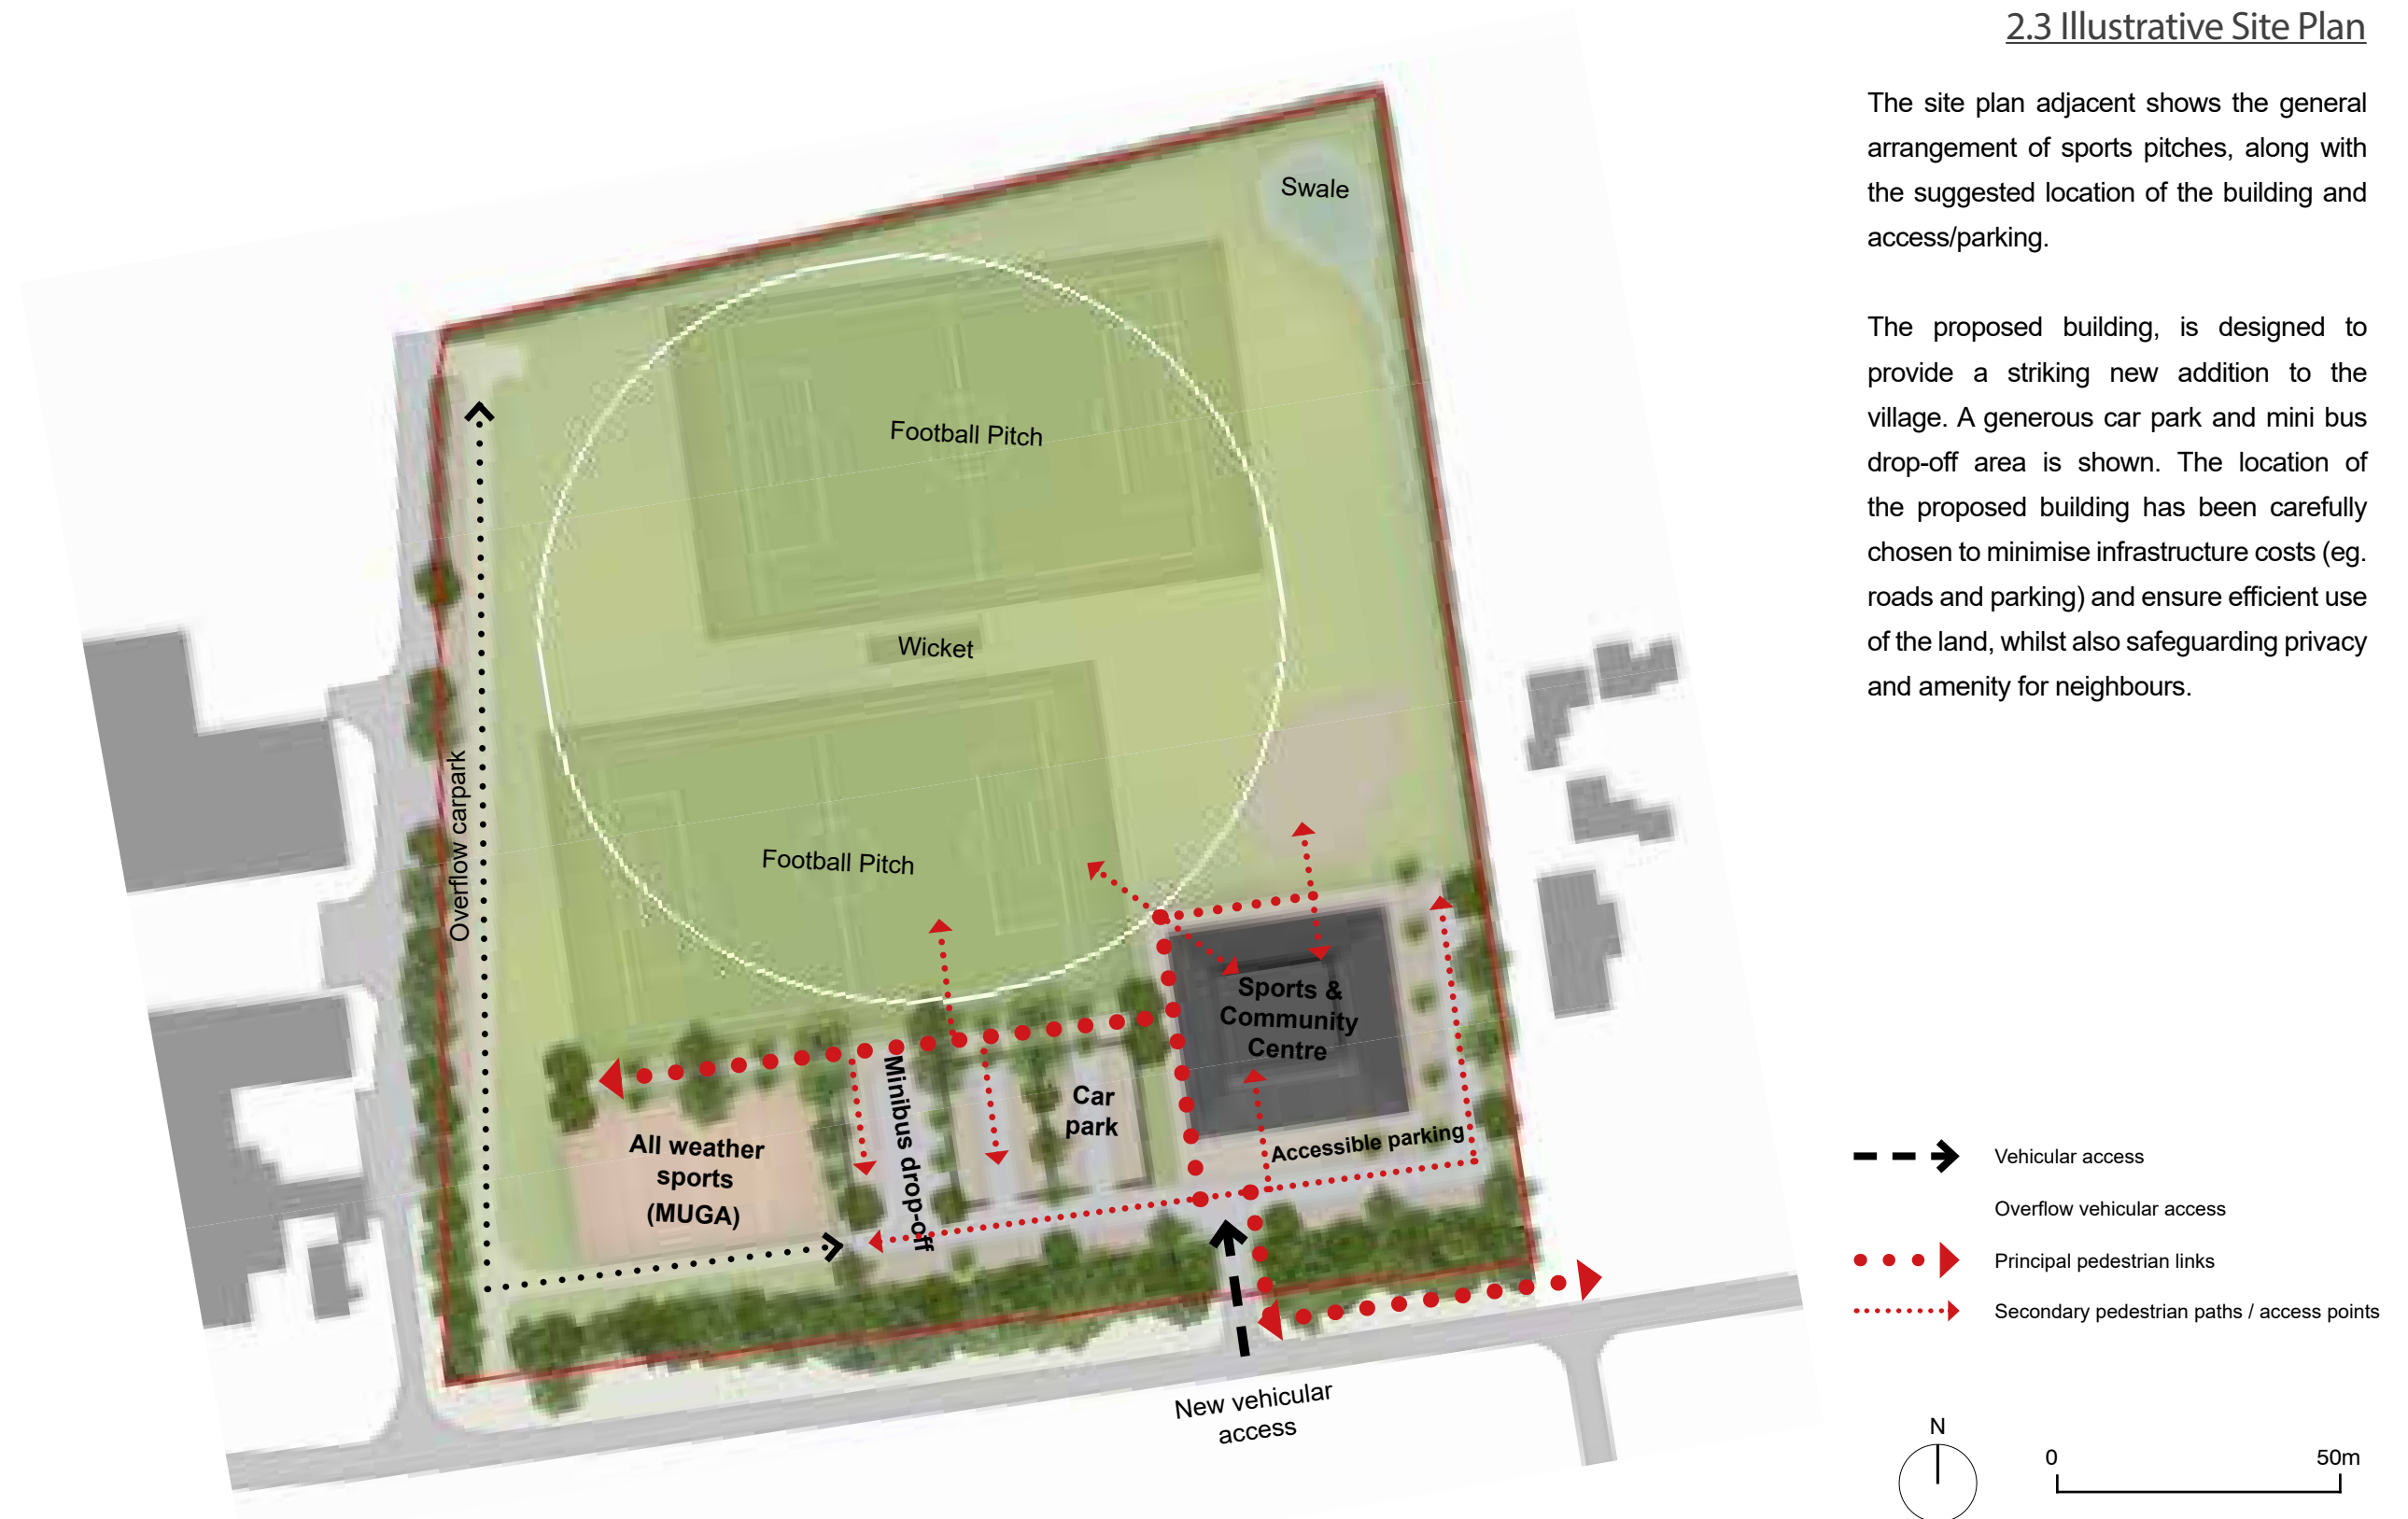 2.3 Illustrative Site Plan
The site plan adjacent shows the general
arrangement of sports pitches, along with
the suggested location of the building and
access/parking.
The proposed building, is designed to
provide a striking new addition to the
village. A generous car park and mini bus
drop-off area is shown. The location of
the proposed building has been carefully
chosen to minimise infrastructure costs (eg.
roads and parking) and ensure efficient use
of the land, whilst also safeguarding privacy
and amenity for neighbours.
Swale
Football Pitch
Wicket
Overflow carpark
Football Pitch
Sports &
Community
Centre
Minibus drop-off
Car
park
All weather
sports
(MUGA)
Accessible parking
New vehicular
access
Vehicular access
Overflow vehicular access
Principal pedestrian links
Secondary pedestrian paths / access points
N
0
50m